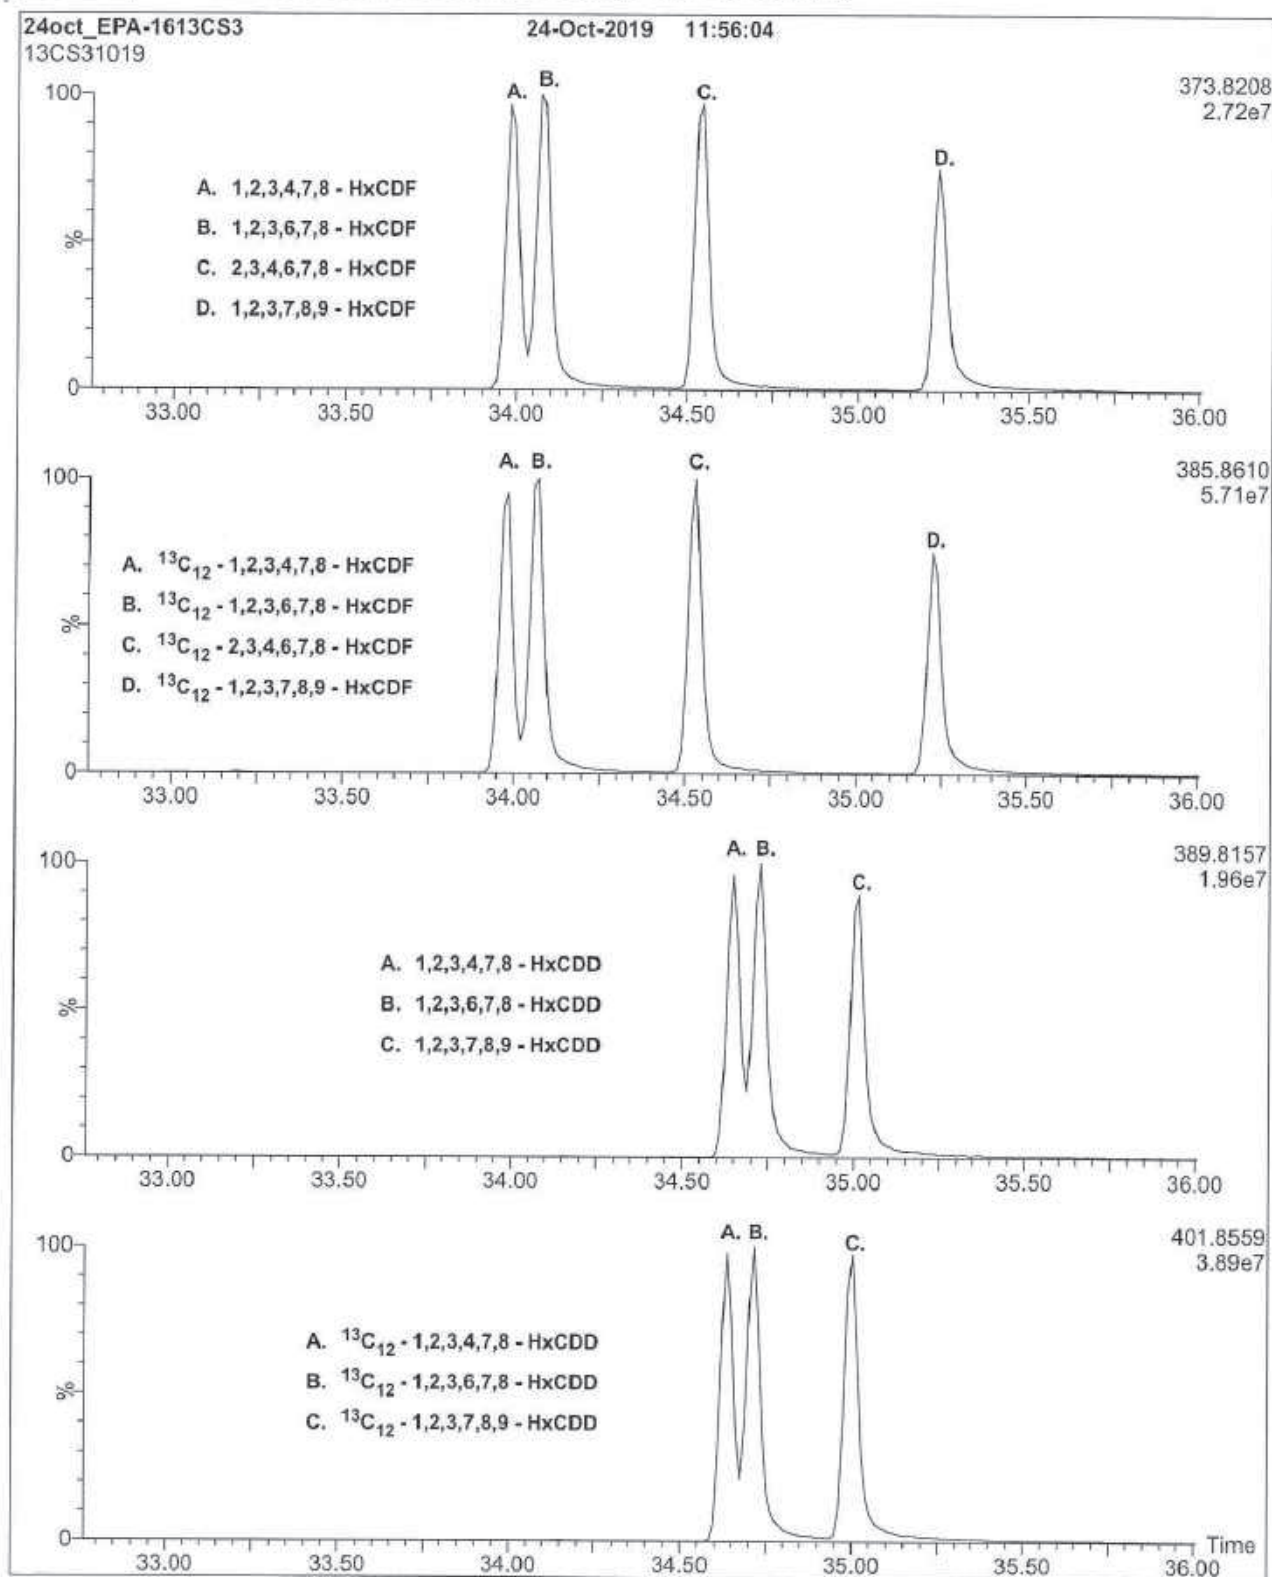 24oct_EPA-1613CS3 24-Oct-2019 11:56:04
13CS31019
373.8208
2.72e7
100
%
0
A. B. C. D.
A. 1,2,3,4,7,8 - HxCDF
B. 1,2,3,6,7,8 - HxCDF
C. 2,3,4,6,7,8 - HxCDF
D. 1,2,3,7,8,9 - HxCDF
33.00 33.50 34.00 34.50 35.00 35.50 36.00
385.8610
5.71e7
100
%
0
A. B. C. D.
A. ¹³C₁₂ - 1,2,3,4,7,8 - HxCDF
B. ¹³C₁₂ - 1,2,3,6,7,8 - HxCDF
C. ¹³C₁₂ - 2,3,4,6,7,8 - HxCDF
D. ¹³C₁₂ - 1,2,3,7,8,9 - HxCDF
33.00 33.50 34.00 34.50 35.00 35.50 36.00
389.8157
1.96e7
100
%
0
A. B. C.
A. 1,2,3,4,7,8 - HxCDD
B. 1,2,3,6,7,8 - HxCDD
C. 1,2,3,7,8,9 - HxCDD
33.00 33.50 34.00 34.50 35.00 35.50 36.00
401.8559
3.89e7
100
%
0
A. B. C.
A. ¹³C₁₂ - 1,2,3,4,7,8 - HxCDD
B. ¹³C₁₂ - 1,2,3,6,7,8 - HxCDD
C. ¹³C₁₂ - 1,2,3,7,8,9 - HxCDD
Time
33.00 33.50 34.00 34.50 35.00 35.50 36.00